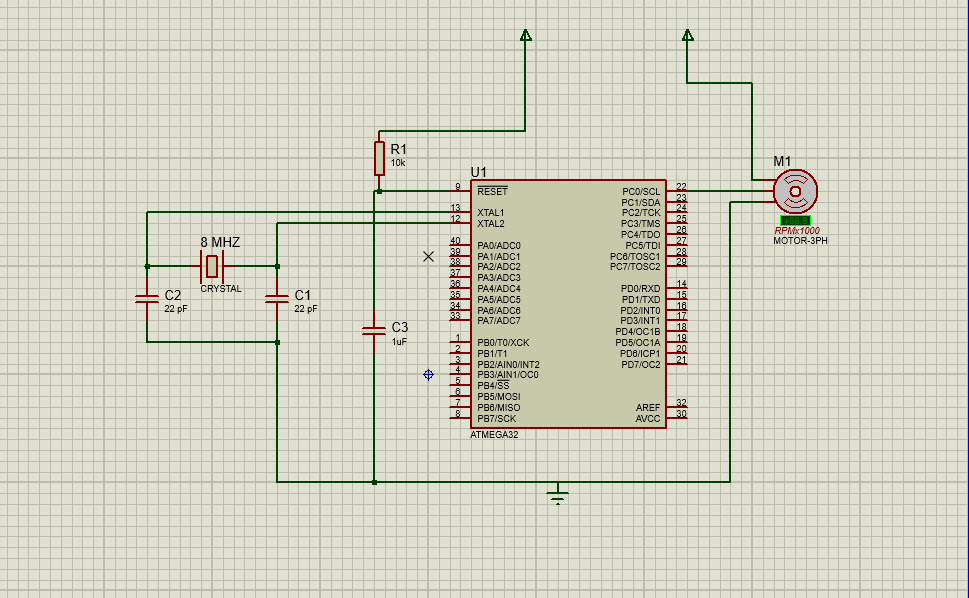 R1
10k
U1
9
RESET
13
XTAL1
12
XTAL2
40
PA0/ADC0
39
PA1/ADC1
38
PA2/ADC2
37
PA3/ADC3
36
PA4/ADC4
35
PA5/ADC5
34
PA6/ADC6
33
PA7/ADC7
1
PB0/T0/XCK
2
PB1/T1
3
PB2/AIN0/INT2
4
PB3/AIN1/OC0
5
PB4/SS
6
PB5/MOSI
7
PB6/MISO
8
PB7/SCK
PC0/SCL
22
PC1/SDA
23
PC2/TCK
24
PC3/TMS
25
PC4/TDO
26
PC5/TDI
27
PC6/TOSC1
28
PC7/TOSC2
29
PD0/RXD
14
PD1/TXD
15
PD2/INT0
16
PD3/INT1
17
PD4/OC1B
18
PD5/OC1A
19
PD6/ICP1
20
PD7/OC2
21
AREF
32
AVCC
30
ATMEGA32
8 MHZ
CRYSTAL
C2
22 pF
C1
22 pF
C3
1uF
M1
RPMx1000
MOTOR-3PH